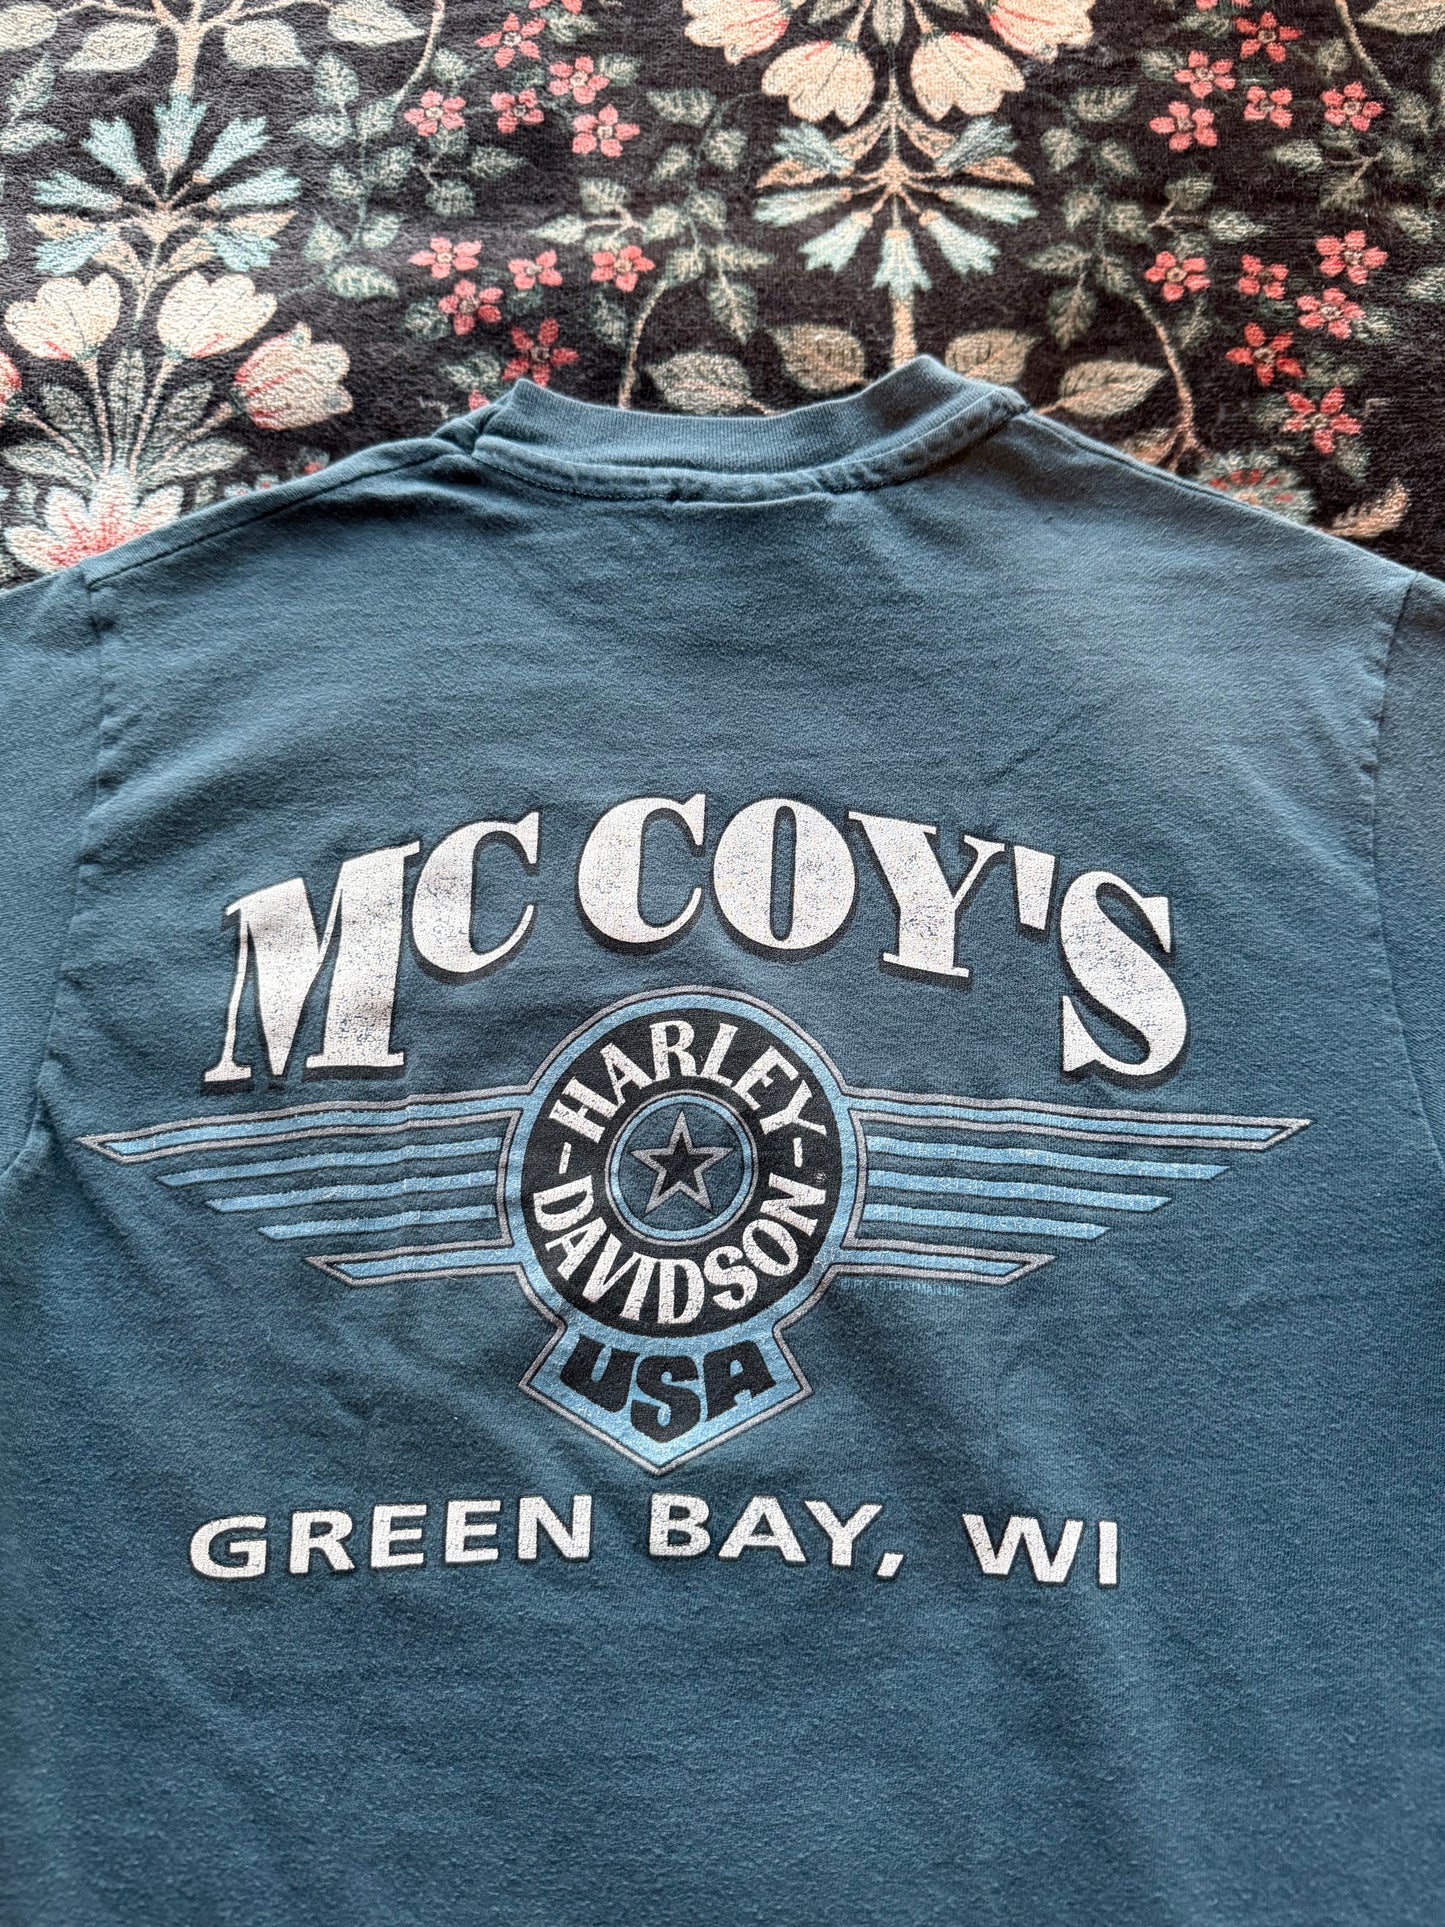 MC COY'S
HARLEY-
DAVIDSON
USA
GREEN BAY, WI